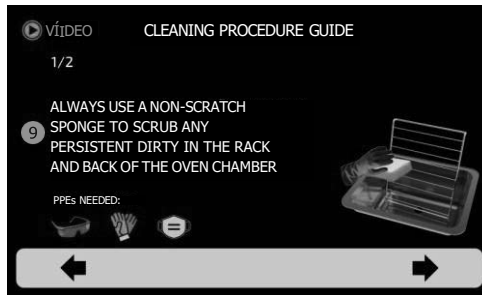 VÍIDEO
CLEANING PROCEDURE GUIDE
1/2
9
ALWAYS USE A NON-SCRATCH
SPONGE TO SCRUB ANY
PERSISTENT DIRTY IN THE RACK
AND BACK OF THE OVEN CHAMBER
PPEs NEEDED: